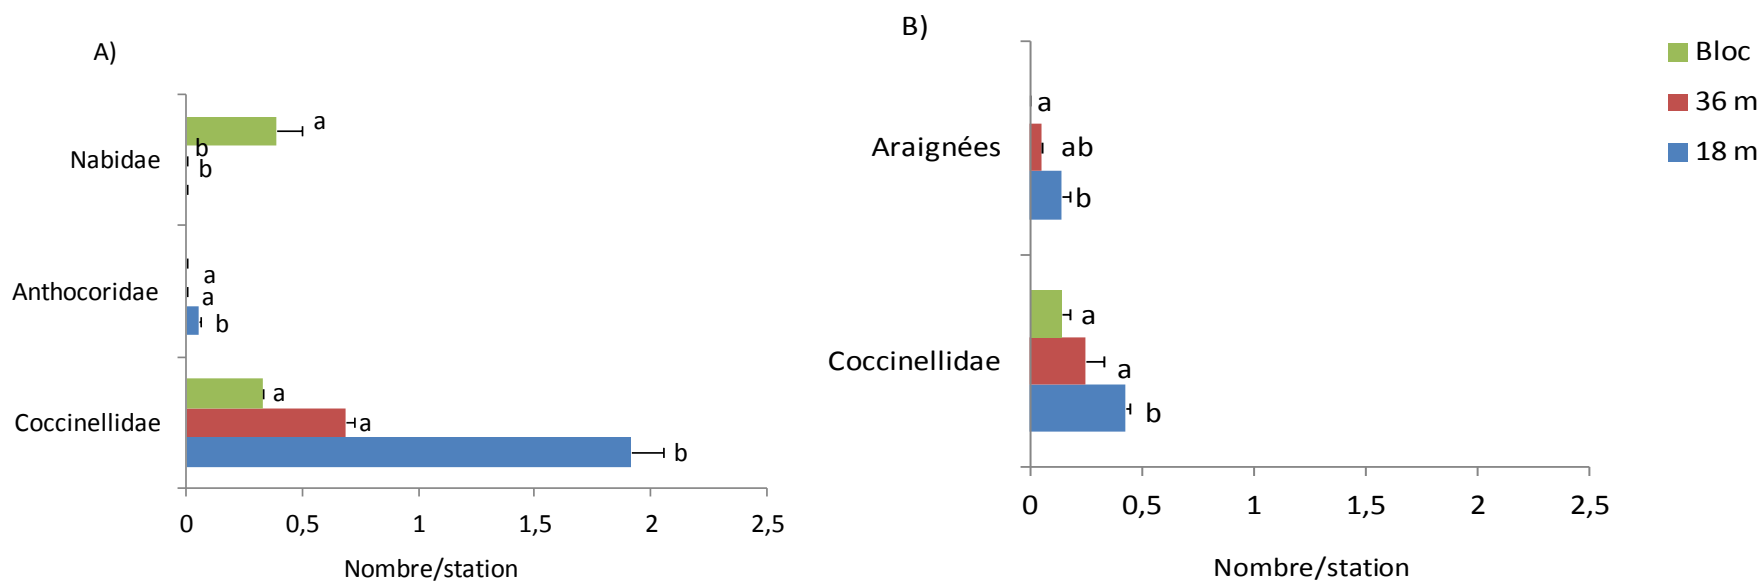 A)
Nabidae
a
b
b
Anthocoridae
a
a
b
Coccinellidae
a
a
b
0 0,5 1 1,5 2 2,5
Nombre/station
B)
Araignées
a
ab
b
Coccinellidae
a
a
b
0 0,5 1 1,5 2 2,5
Nombre/station
Bloc
36 m
18 m